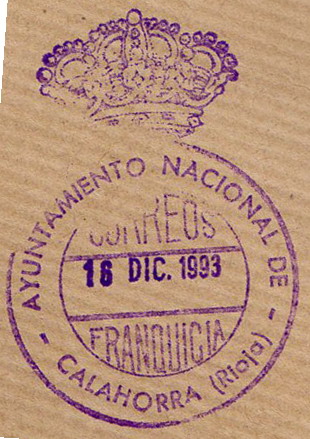 - AYUNTAMIENTO NACIONAL DE -
CALAHORRA (Rioja)
CORREOS
16 DIC. 1993
FRANQUICIA